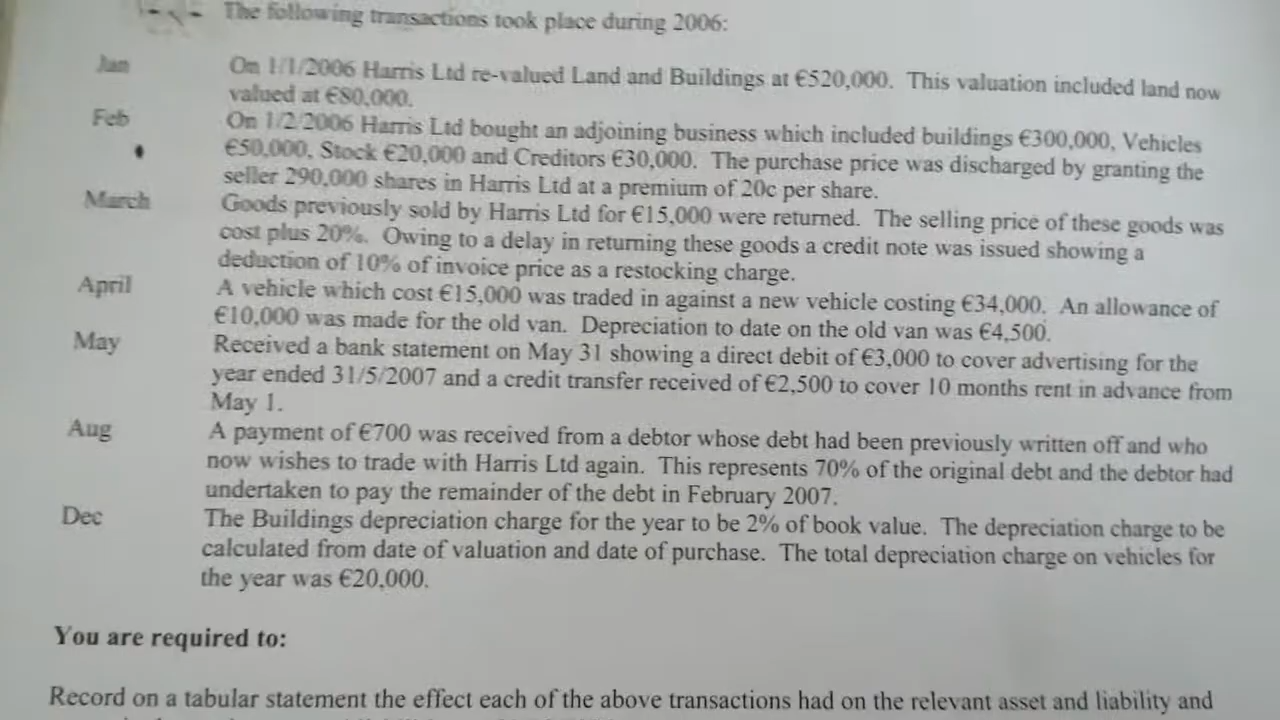 The following transactions took place during 2006:
Jan On 1/1/2006 Harris Ltd re-valued Land and Buildings at €520,000. This valuation included land now
valued at €80,000.
Feb On 1/2/2006 Harris Ltd bought an adjoining business which included buildings €300,000, Vehicles
€50,000, Stock €20,000 and Creditors €30,000. The purchase price was discharged by granting the
seller 290,000 shares in Harris Ltd at a premium of 20c per share.
March Goods previously sold by Harris Ltd for €15,000 were returned. The selling price of these goods was
cost plus 20%. Owing to a delay in returning these goods a credit note was issued showing a
deduction of 10% of invoice price as a restocking charge.
April A vehicle which cost €15,000 was traded in against a new vehicle costing €34,000. An allowance of
€10,000 was made for the old van. Depreciation to date on the old van was €4,500.
May Received a bank statement on May 31 showing a direct debit of €3,000 to cover advertising for the
year ended 31/5/2007 and a credit transfer received of €2,500 to cover 10 months rent in advance from
May 1.
Aug A payment of €700 was received from a debtor whose debt had been previously written off and who
now wishes to trade with Harris Ltd again. This represents 70% of the original debt and the debtor had
undertaken to pay the remainder of the debt in February 2007.
Dec The Buildings depreciation charge for the year to be 2% of book value. The depreciation charge to be
calculated from date of valuation and date of purchase. The total depreciation charge on vehicles for
the year was €20,000.
You are required to:
Record on a tabular statement the effect each of the above transactions had on the relevant asset and liability and